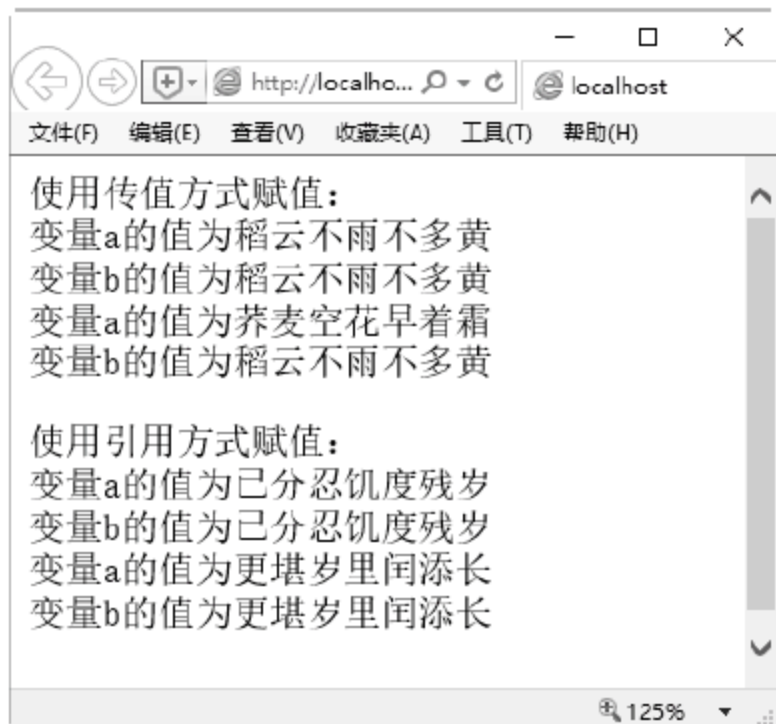 http://localho...
localhost
文件(F) 编辑(E) 查看(V) 收藏夹(A) 工具(T) 帮助(H)
使用传值方式赋值：
变量a的值为稻云不雨不多黄
变量b的值为稻云不雨不多黄
变量a的值为荞麦空花早着霜
变量b的值为稻云不雨不多黄
使用引用方式赋值：
变量a的值为已分忍饥度残岁
变量b的值为已分忍饥度残岁
变量a的值为更堪岁里闰添长
变量b的值为更堪岁里闰添长
125%